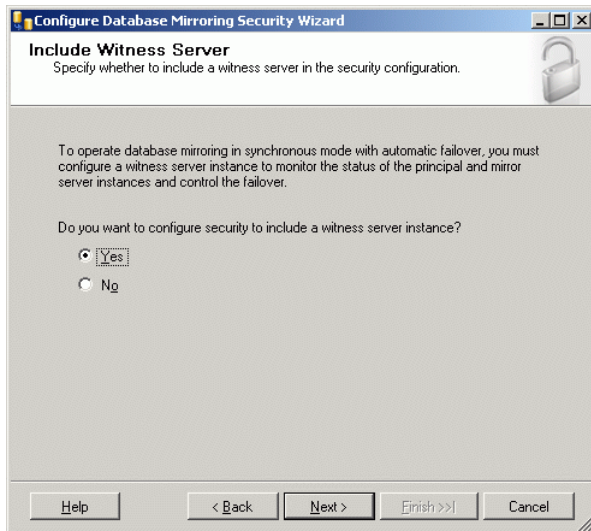 Configure Database Mirroring Security Wizard
Include Witness Server
Specify whether to include a witness server in the security configuration.
To operate database mirroring in synchronous mode with automatic failover, you must
configure a witness server instance to monitor the status of the principal and mirror
server instances and control the failover.
Do you want to configure security to include a witness server instance?
Yes
No
Help
< Back
Next >
Finish >>|
Cancel